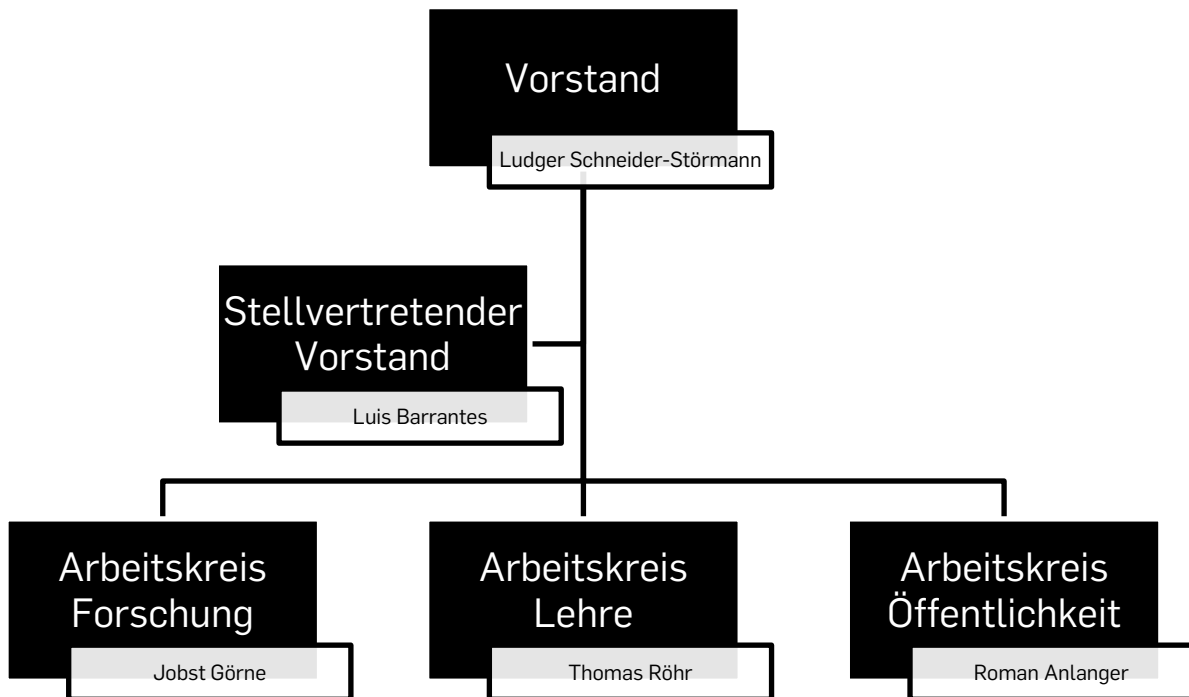 Vorstand
Ludger Schneider-Störmann
Stellvertretender
Vorstand
Luis Barrantes
Arbeitskreis
Forschung
Jobst Görne
Arbeitskreis
Lehre
Thomas Röhr
Arbeitskreis
Öffentlichkeit
Roman Anlanger